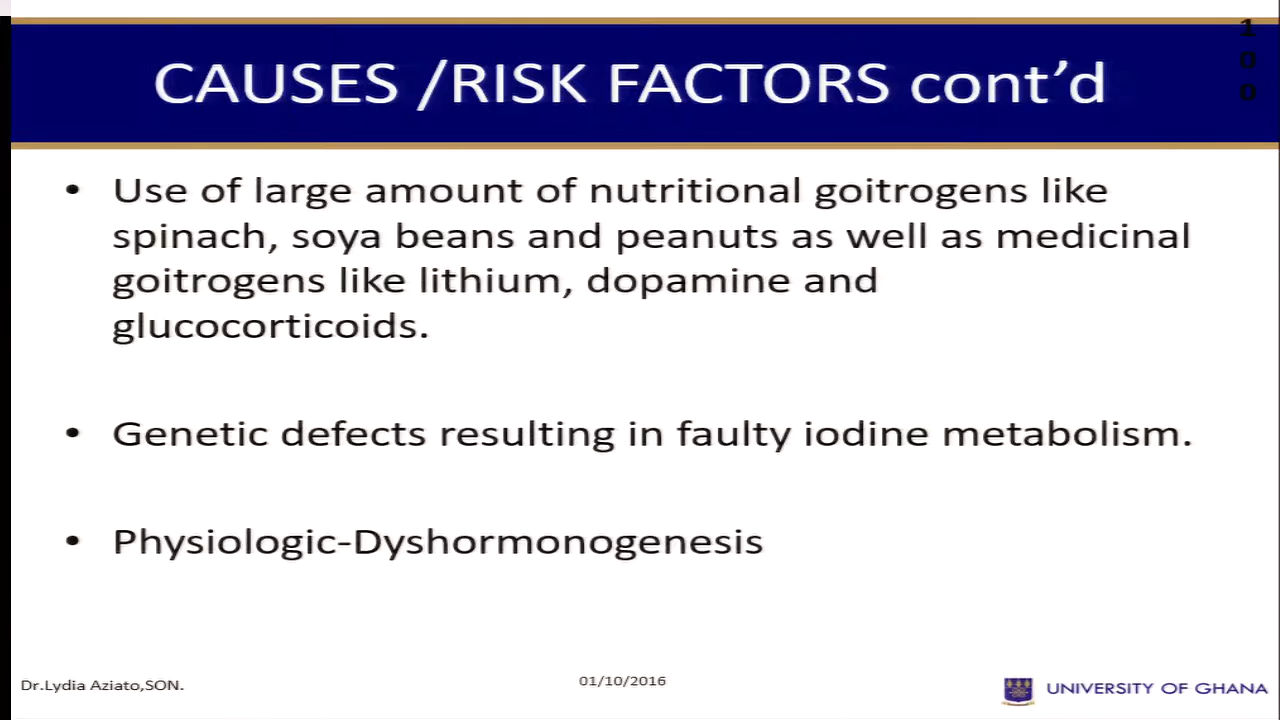 100
CAUSES /RISK FACTORS cont’d
• Use of large amount of nutritional goitrogens like
spinach, soya beans and peanuts as well as medicinal
goitrogens like lithium, dopamine and
glucocorticoids.
• Genetic defects resulting in faulty iodine metabolism.
• Physiologic-Dyshormonogenesis
Dr.Lydia Aziato,SON.
01/10/2016
UNIVERSITY OF GHANA